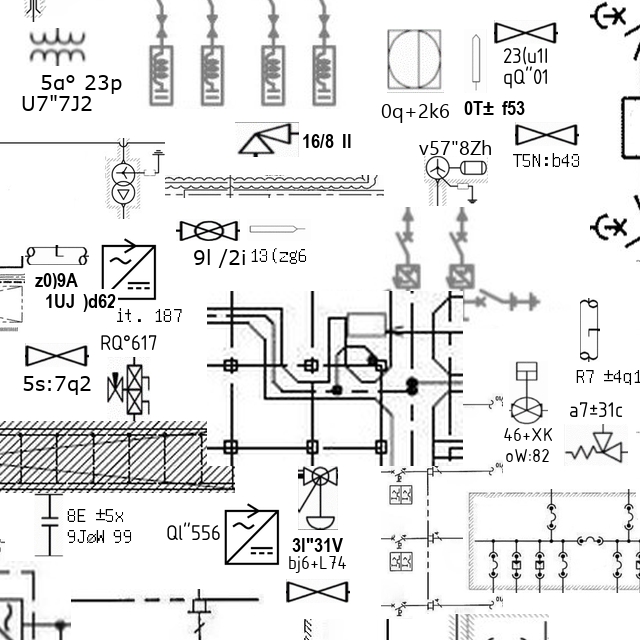 23(u1l
qQ"01
5a° 23p
U7"7J2
0q+2k6
0T± f53
16/8 II
v57"8Zh
T5N:b43
9I /2i
13(zg6
z0)9A
1UJ )d62
it. 187
RQ°617
5s:7q2
R7 ±4q1
a7±31c
46+XK
oW:82
8E ±5x
9JøW 99
Ql"556
3l"31V
bj6+L74